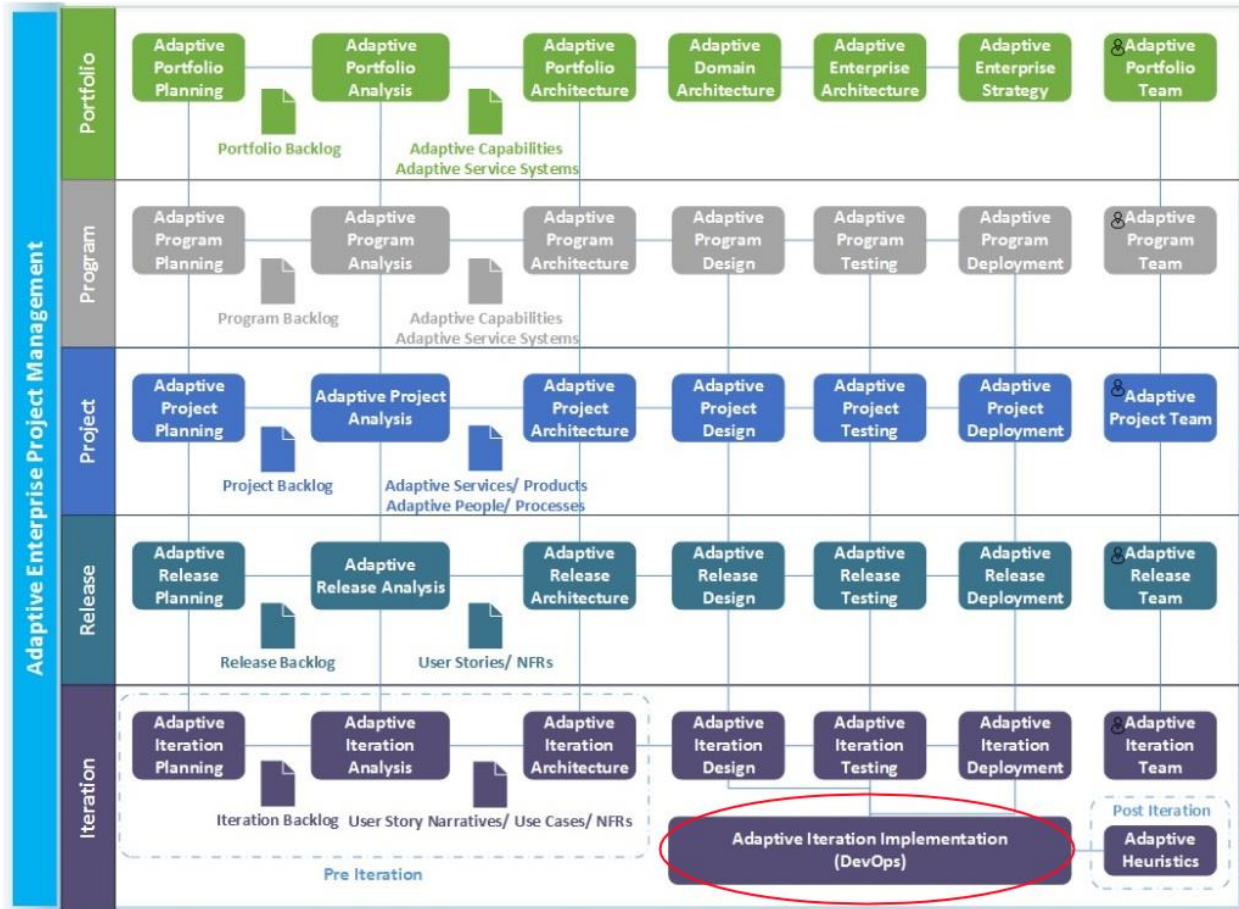 Adaptive Enterprise Project Management
Portfolio
Adaptive
Portfolio
Planning
Adaptive
Portfolio
Analysis
Adaptive
Portfolio
Architecture
Adaptive
Domain
Architecture
Adaptive
Enterprise
Architecture
Adaptive
Enterprise
Strategy
Adaptive
Portfolio
Team
Portfolio Backlog
Adaptive Capabilities
Adaptive Service Systems
Program
Adaptive
Program
Planning
Adaptive
Program
Analysis
Adaptive
Program
Architecture
Adaptive
Program
Design
Adaptive
Program
Testing
Adaptive
Program
Deployment
Adaptive
Program
Team
Program Backlog
Adaptive Capabilities
Adaptive Service Systems
Project
Adaptive
Project
Planning
Adaptive Project
Analysis
Adaptive
Project
Architecture
Adaptive
Project
Design
Adaptive
Project
Testing
Adaptive
Project
Deployment
Adaptive
Project Team
Project Backlog
Adaptive Services/ Products
Adaptive People/ Processes
Release
Adaptive
Release
Planning
Adaptive
Release Analysis
Adaptive
Release
Architecture
Adaptive
Release
Design
Adaptive
Release
Testing
Adaptive
Release
Deployment
Adaptive
Release
Team
Release Backlog
User Stories/ NFRs
Iteration
Adaptive
Iteration
Planning
Adaptive
Iteration
Analysis
Adaptive
Iteration
Architecture
Adaptive
Iteration
Design
Adaptive
Iteration
Testing
Adaptive
Iteration
Deployment
Adaptive
Iteration
Team
Iteration Backlog
User Story Narratives/ Use Cases/ NFRs
Pre Iteration
Adaptive Iteration Implementation
(DevOps)
Post Iteration
Adaptive
Heuristics